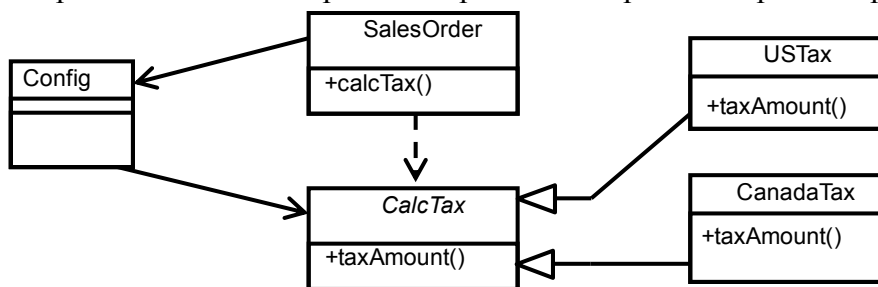 SalesOrder
+calcTax()
Config
USTax
+taxAmount()
CalcTax
+taxAmount()
CanadaTax
+taxAmount()